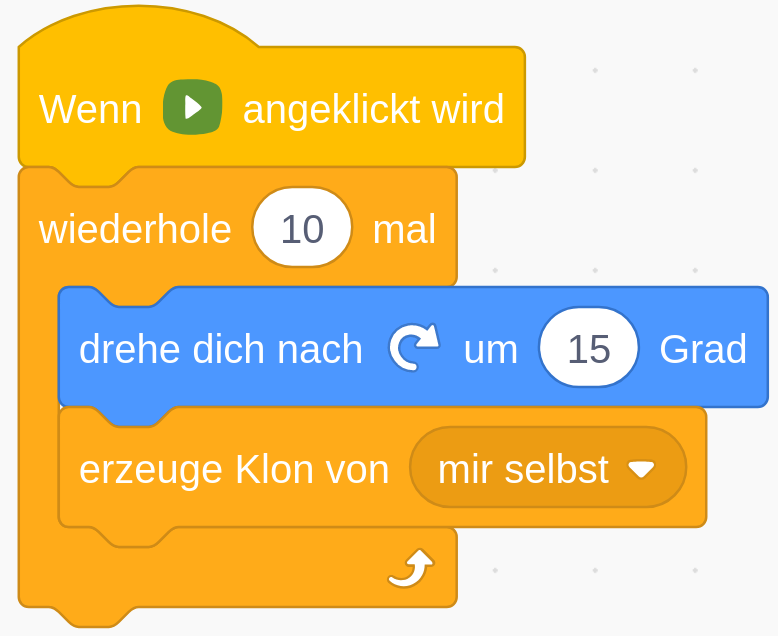 Wenn angeklickt wird
wiederhole 10 mal
drehe dich nach um 15 Grad
erzeuge Klon von mir selbst